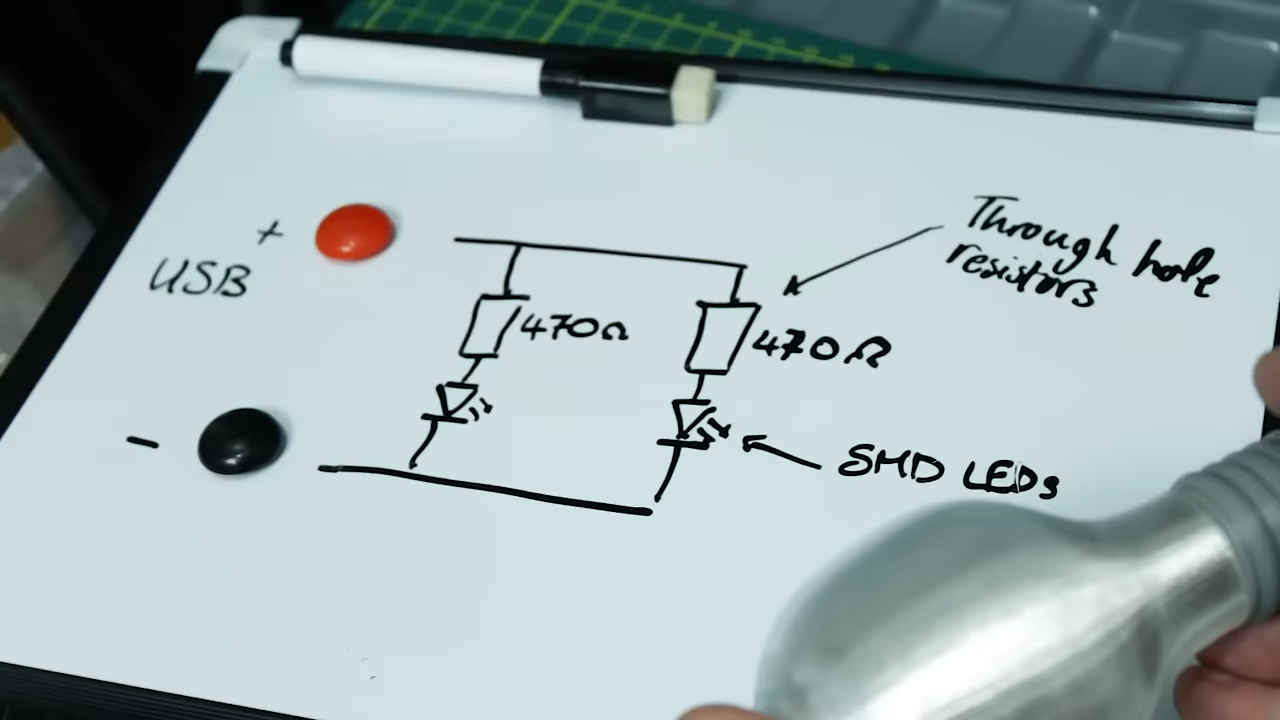 +
USB
-
470Ω
470Ω
Through hole
resistors
SMD LEDs